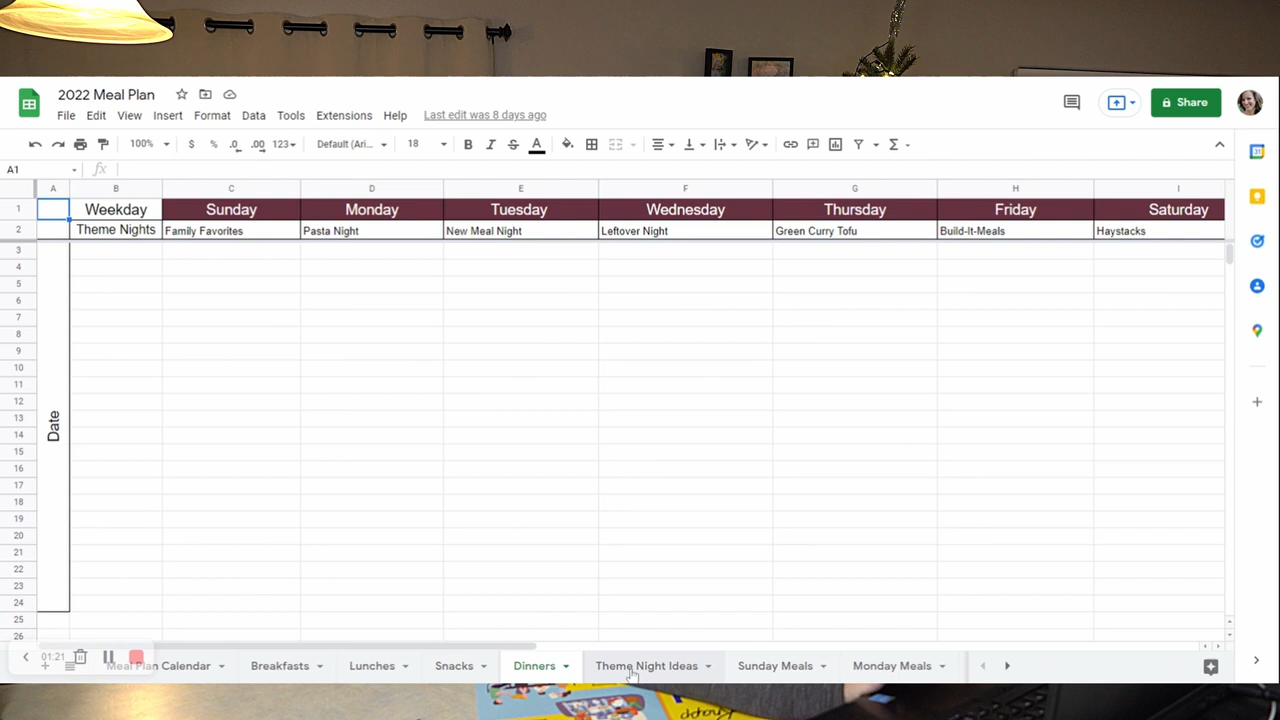 2022 Meal Plan
File Edit View Insert Format Data Tools Extensions Help Last edit was 8 days ago
Share
100% $ % .0 .00 123 Default (Ari... 18 B I S A
A1 fx
A B C D E F G H I
1 Weekday Sunday Monday Tuesday Wednesday Thursday Friday Saturday
2 Theme Nights Family Favorites Pasta Night New Meal Night Leftover Night Green Curry Tofu Build-It-Meals Haystacks
3
4
5
6
7
8
9
10
11
12
13
14
15
16
17
18
19
20
21
22
23
24
25
26
Date
01:21
Meal Plan Calendar Breakfasts Lunches Snacks Dinners Theme Night Ideas Sunday Meals Monday Meals